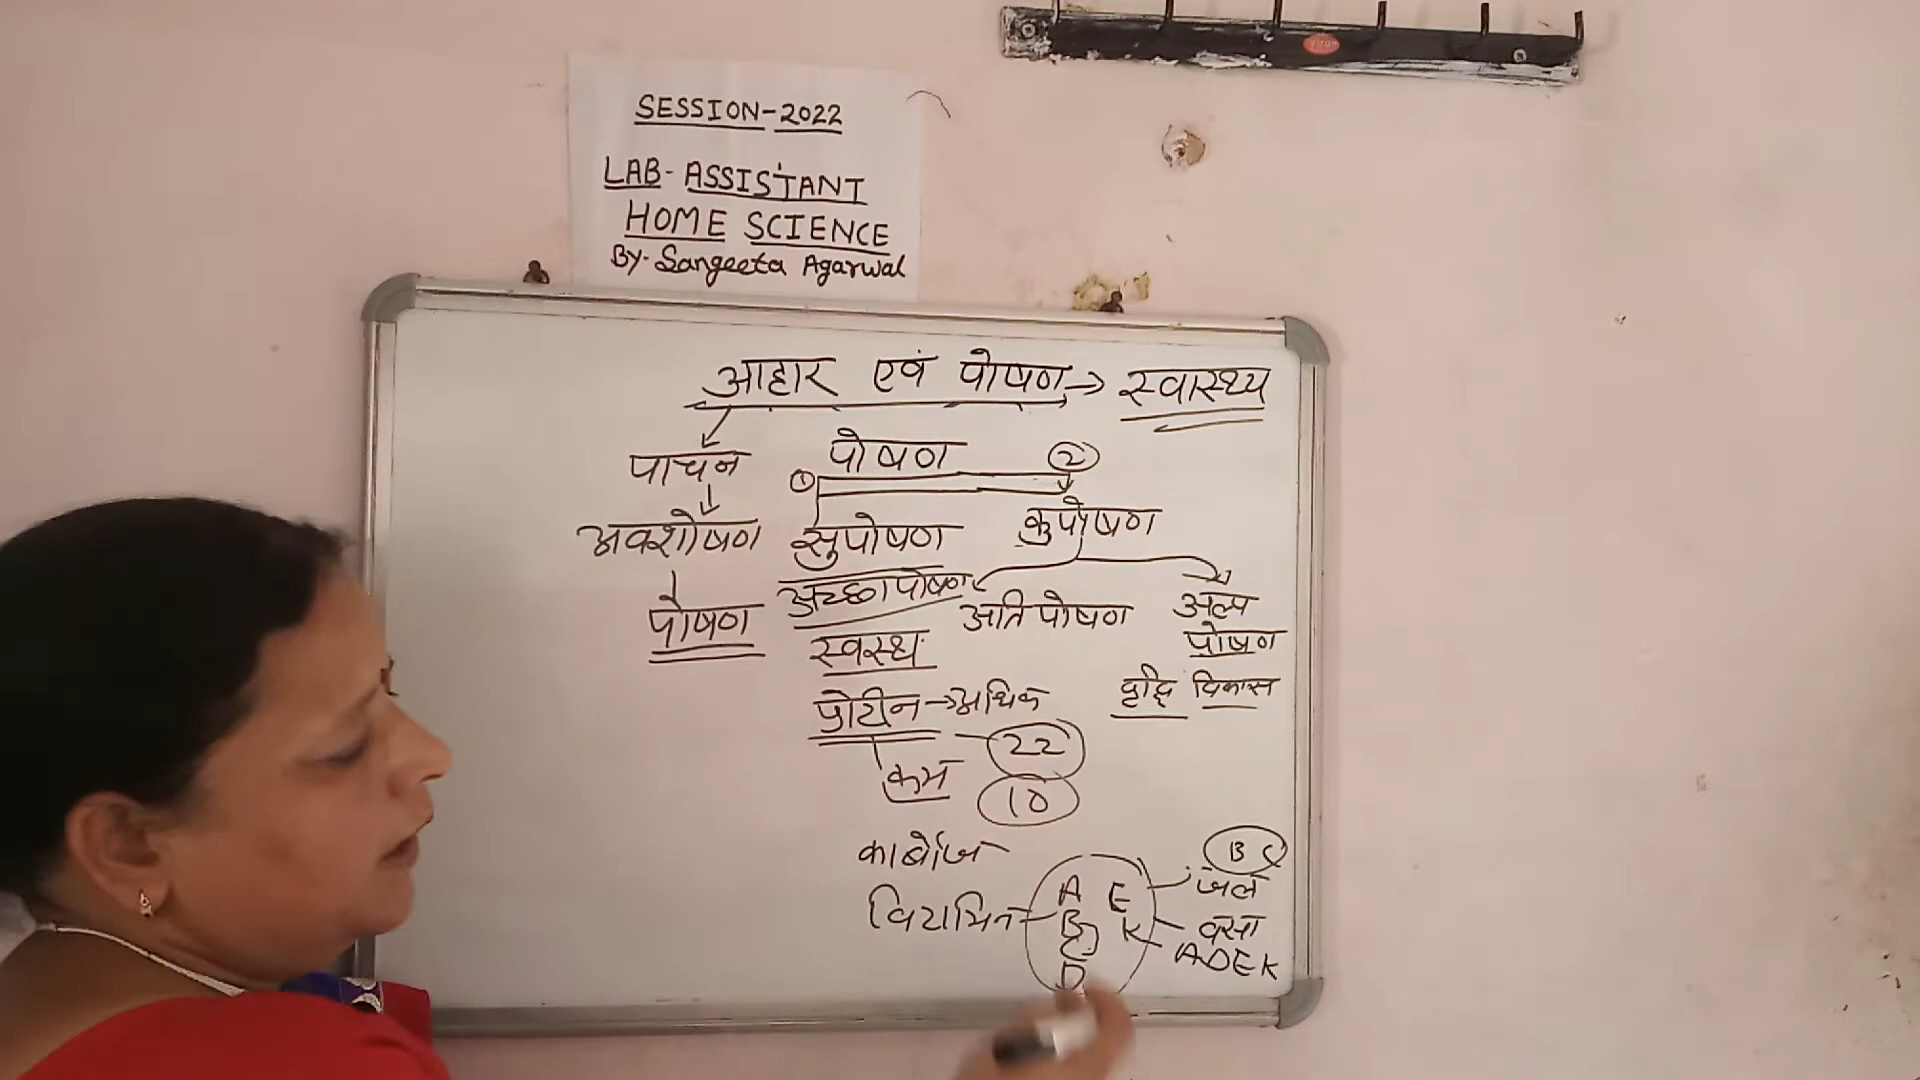 SESSION-2022
LAB-ASSISTANT
HOME SCIENCE
By-Sangeeta Agarwal
आहार एवं पोषण → स्वास्थ्य
पाचन
अवशोषण
पोषण
पोषण
① ②
सुपोषण
अच्छा पोषण
स्वस्थ
कुपोषण
अति पोषण
अल्प
पोषण
वृद्धि विकास
प्रोटीन → अधिक
22
कम
10
कार्बोज
विटामिन
A E
B K
C
D
B C
जल
वसा
ADEK